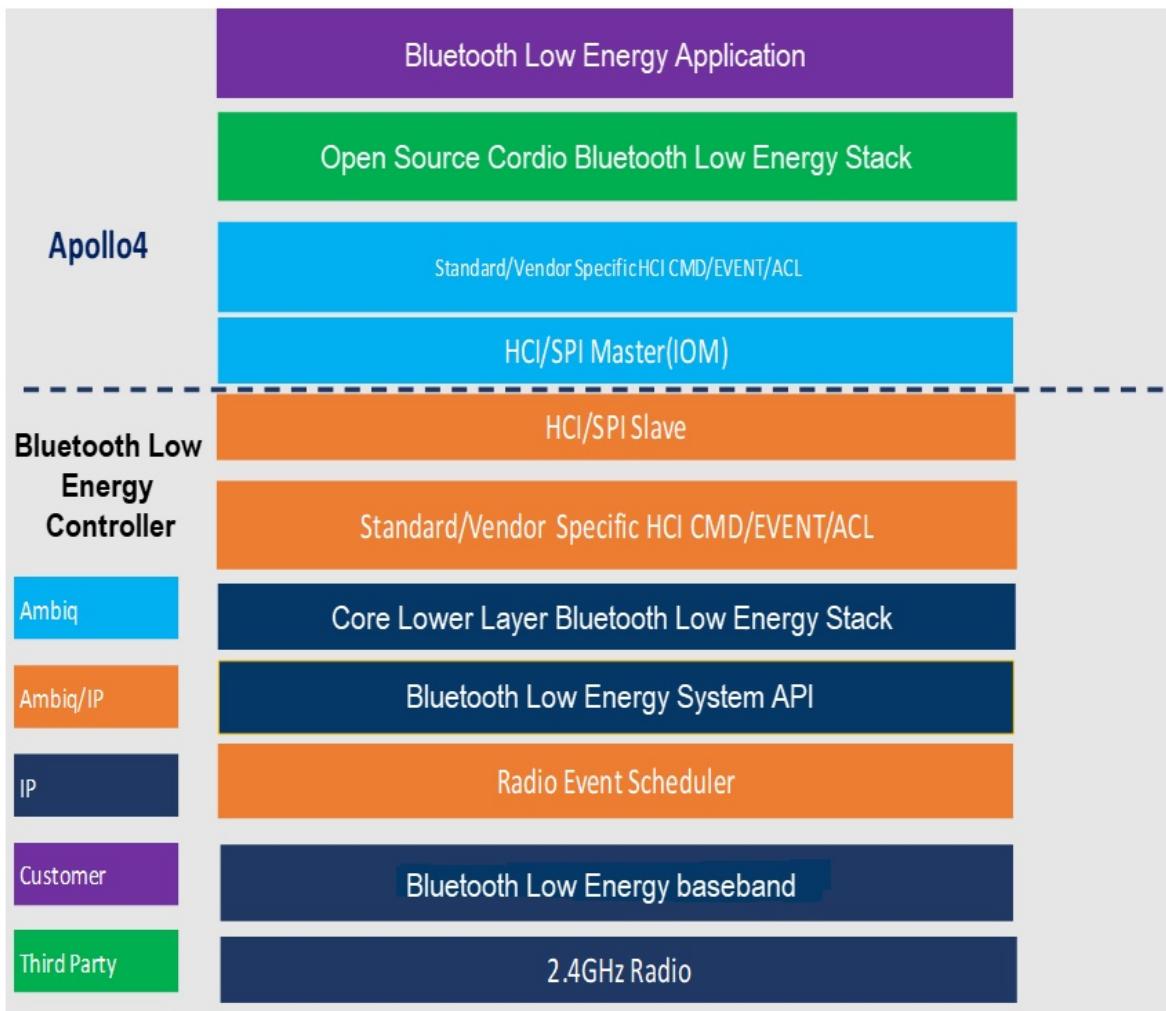 Bluetooth Low Energy Application
Open Source Cordio Bluetooth Low Energy Stack
Apollo4
Standard/Vendor Specific HCI CMD/EVENT/ACL
HCI/SPI Master(IOM)
HCI/SPI Slave
Bluetooth Low
Energy
Controller
Standard/Vendor Specific HCI CMD/EVENT/ACL
Ambiq
Core Lower Layer Bluetooth Low Energy Stack
Ambiq/IP
Bluetooth Low Energy System API
IP
Radio Event Scheduler
Customer
Bluetooth Low Energy baseband
Third Party
2.4GHz Radio